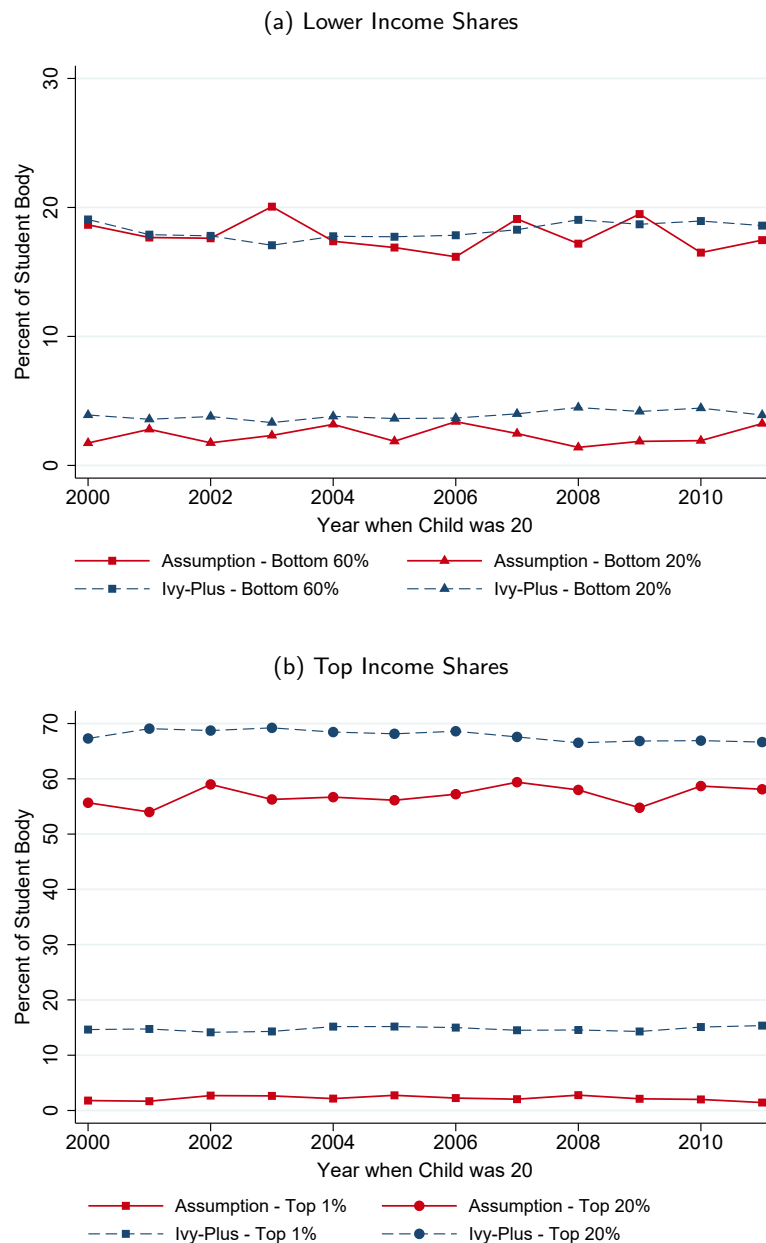 (a) Lower Income Shares
30
20
10
0
Percent of Student Body
2000 2002 2004 2006 2008 2010
Year when Child was 20
Assumption - Bottom 60% Assumption - Bottom 20%
Ivy-Plus - Bottom 60% Ivy-Plus - Bottom 20%
(b) Top Income Shares
70
60
50
40
30
20
10
0
Percent of Student Body
2000 2002 2004 2006 2008 2010
Year when Child was 20
Assumption - Top 1% Assumption - Top 20%
Ivy-Plus - Top 1% Ivy-Plus - Top 20%